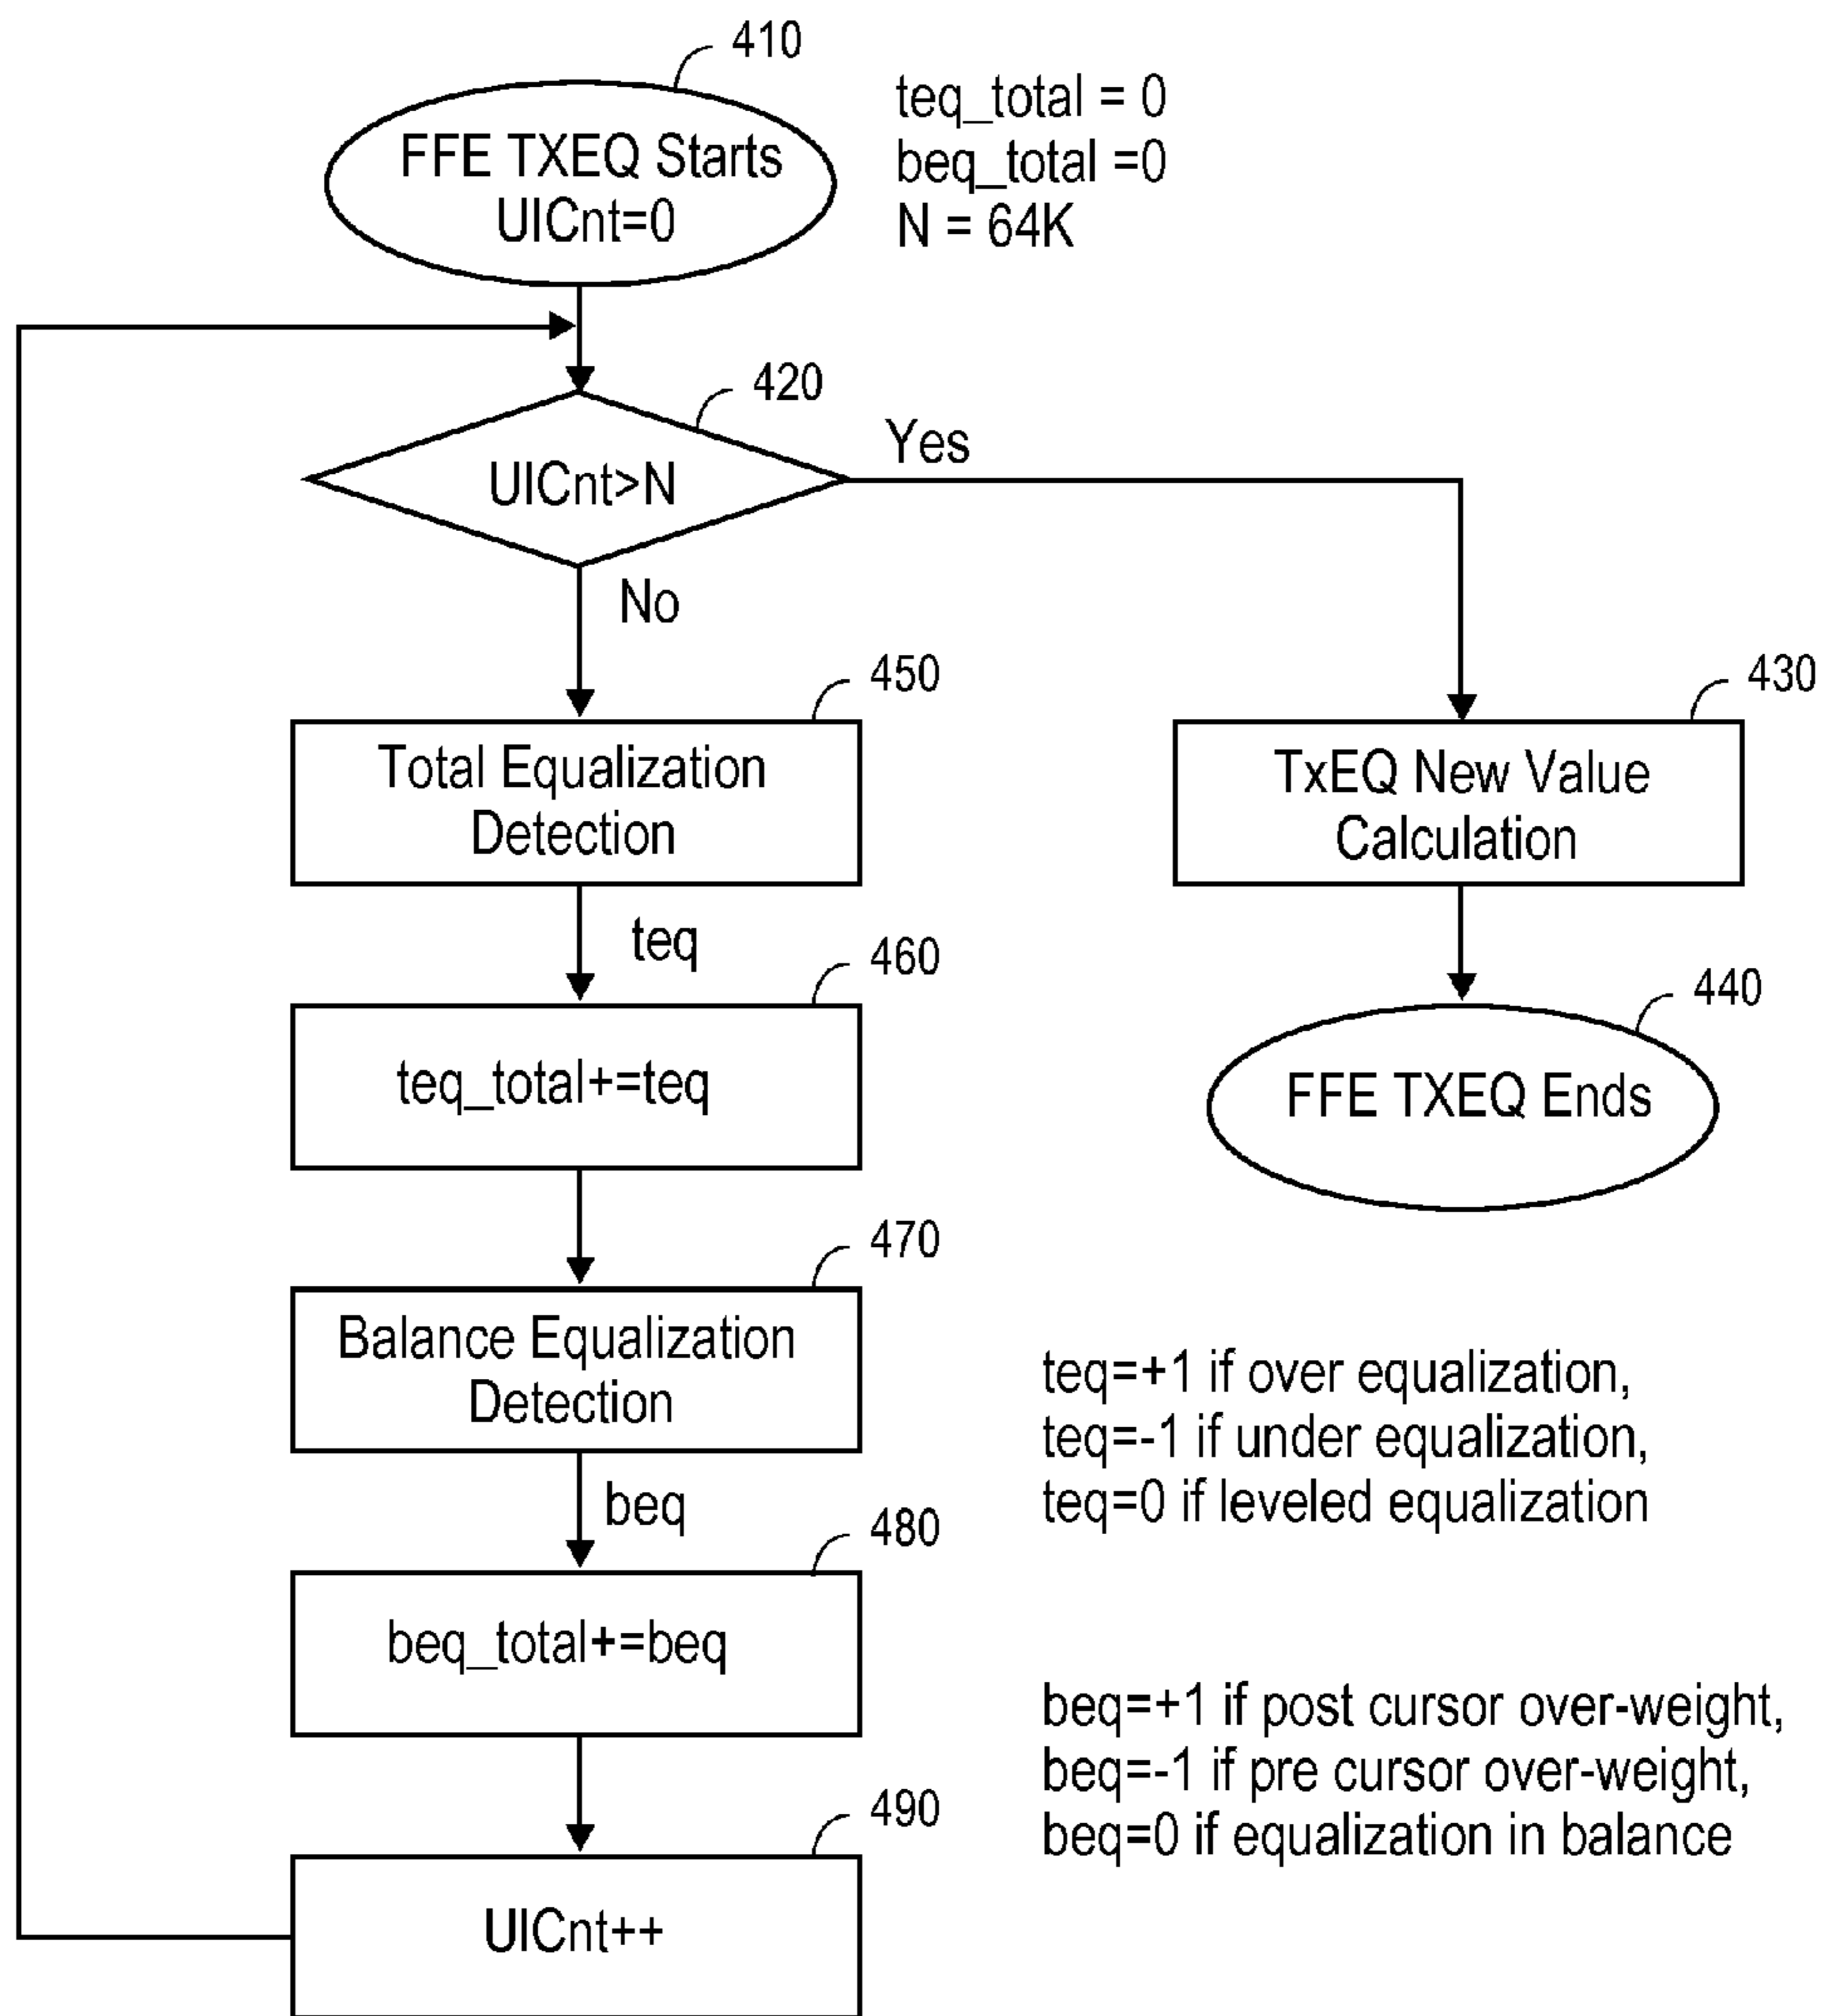 410
FFE TXEQ Starts
UICnt=0
teq_total = 0
beq_total =0
N = 64K
420
UICnt>N
Yes
No
450
Total Equalization
Detection
430
TxEQ New Value
Calculation
teq
460
teq_total+=teq
440
FFE TXEQ Ends
470
Balance Equalization
Detection
teq=+1 if over equalization,
teq=-1 if under equalization,
teq=0 if leveled equalization
beq
480
beq_total+=beq
beq=+1 if post cursor over-weight,
beq=-1 if pre cursor over-weight,
beq=0 if equalization in balance
490
UICnt++